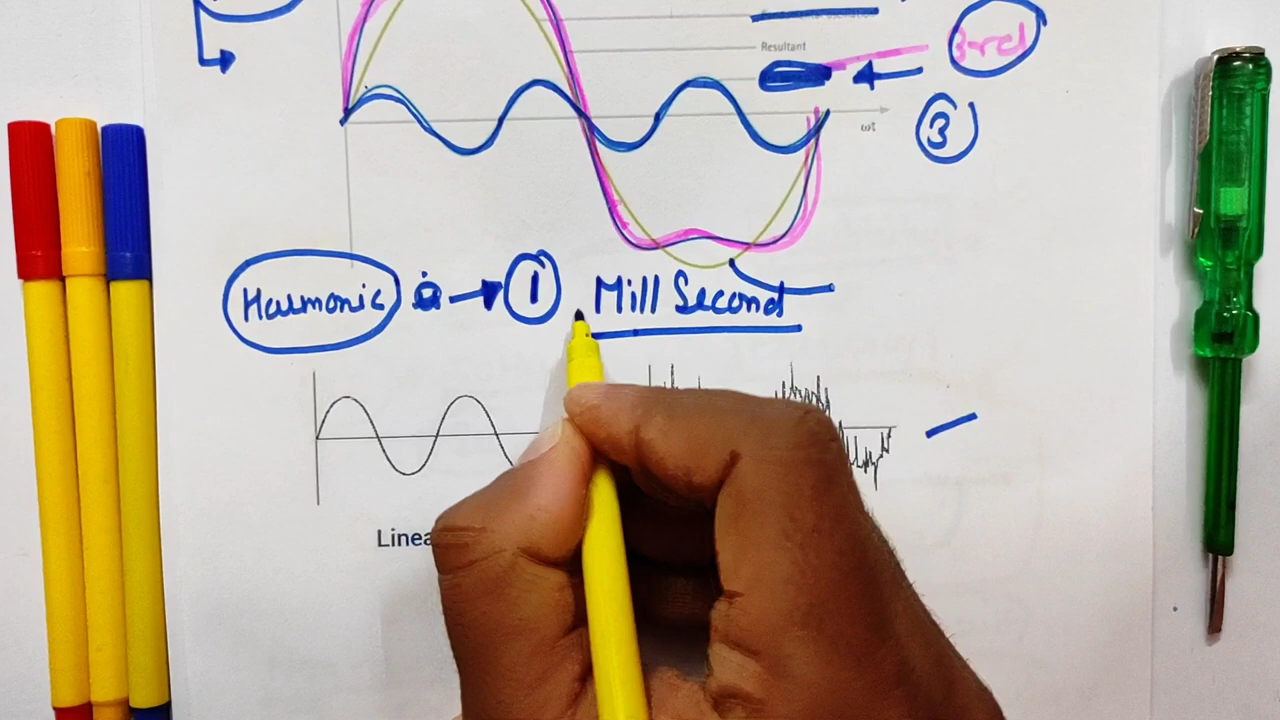 Resultant
3rd
ωt
3
Harmonic → 1 Mill Second
Linea